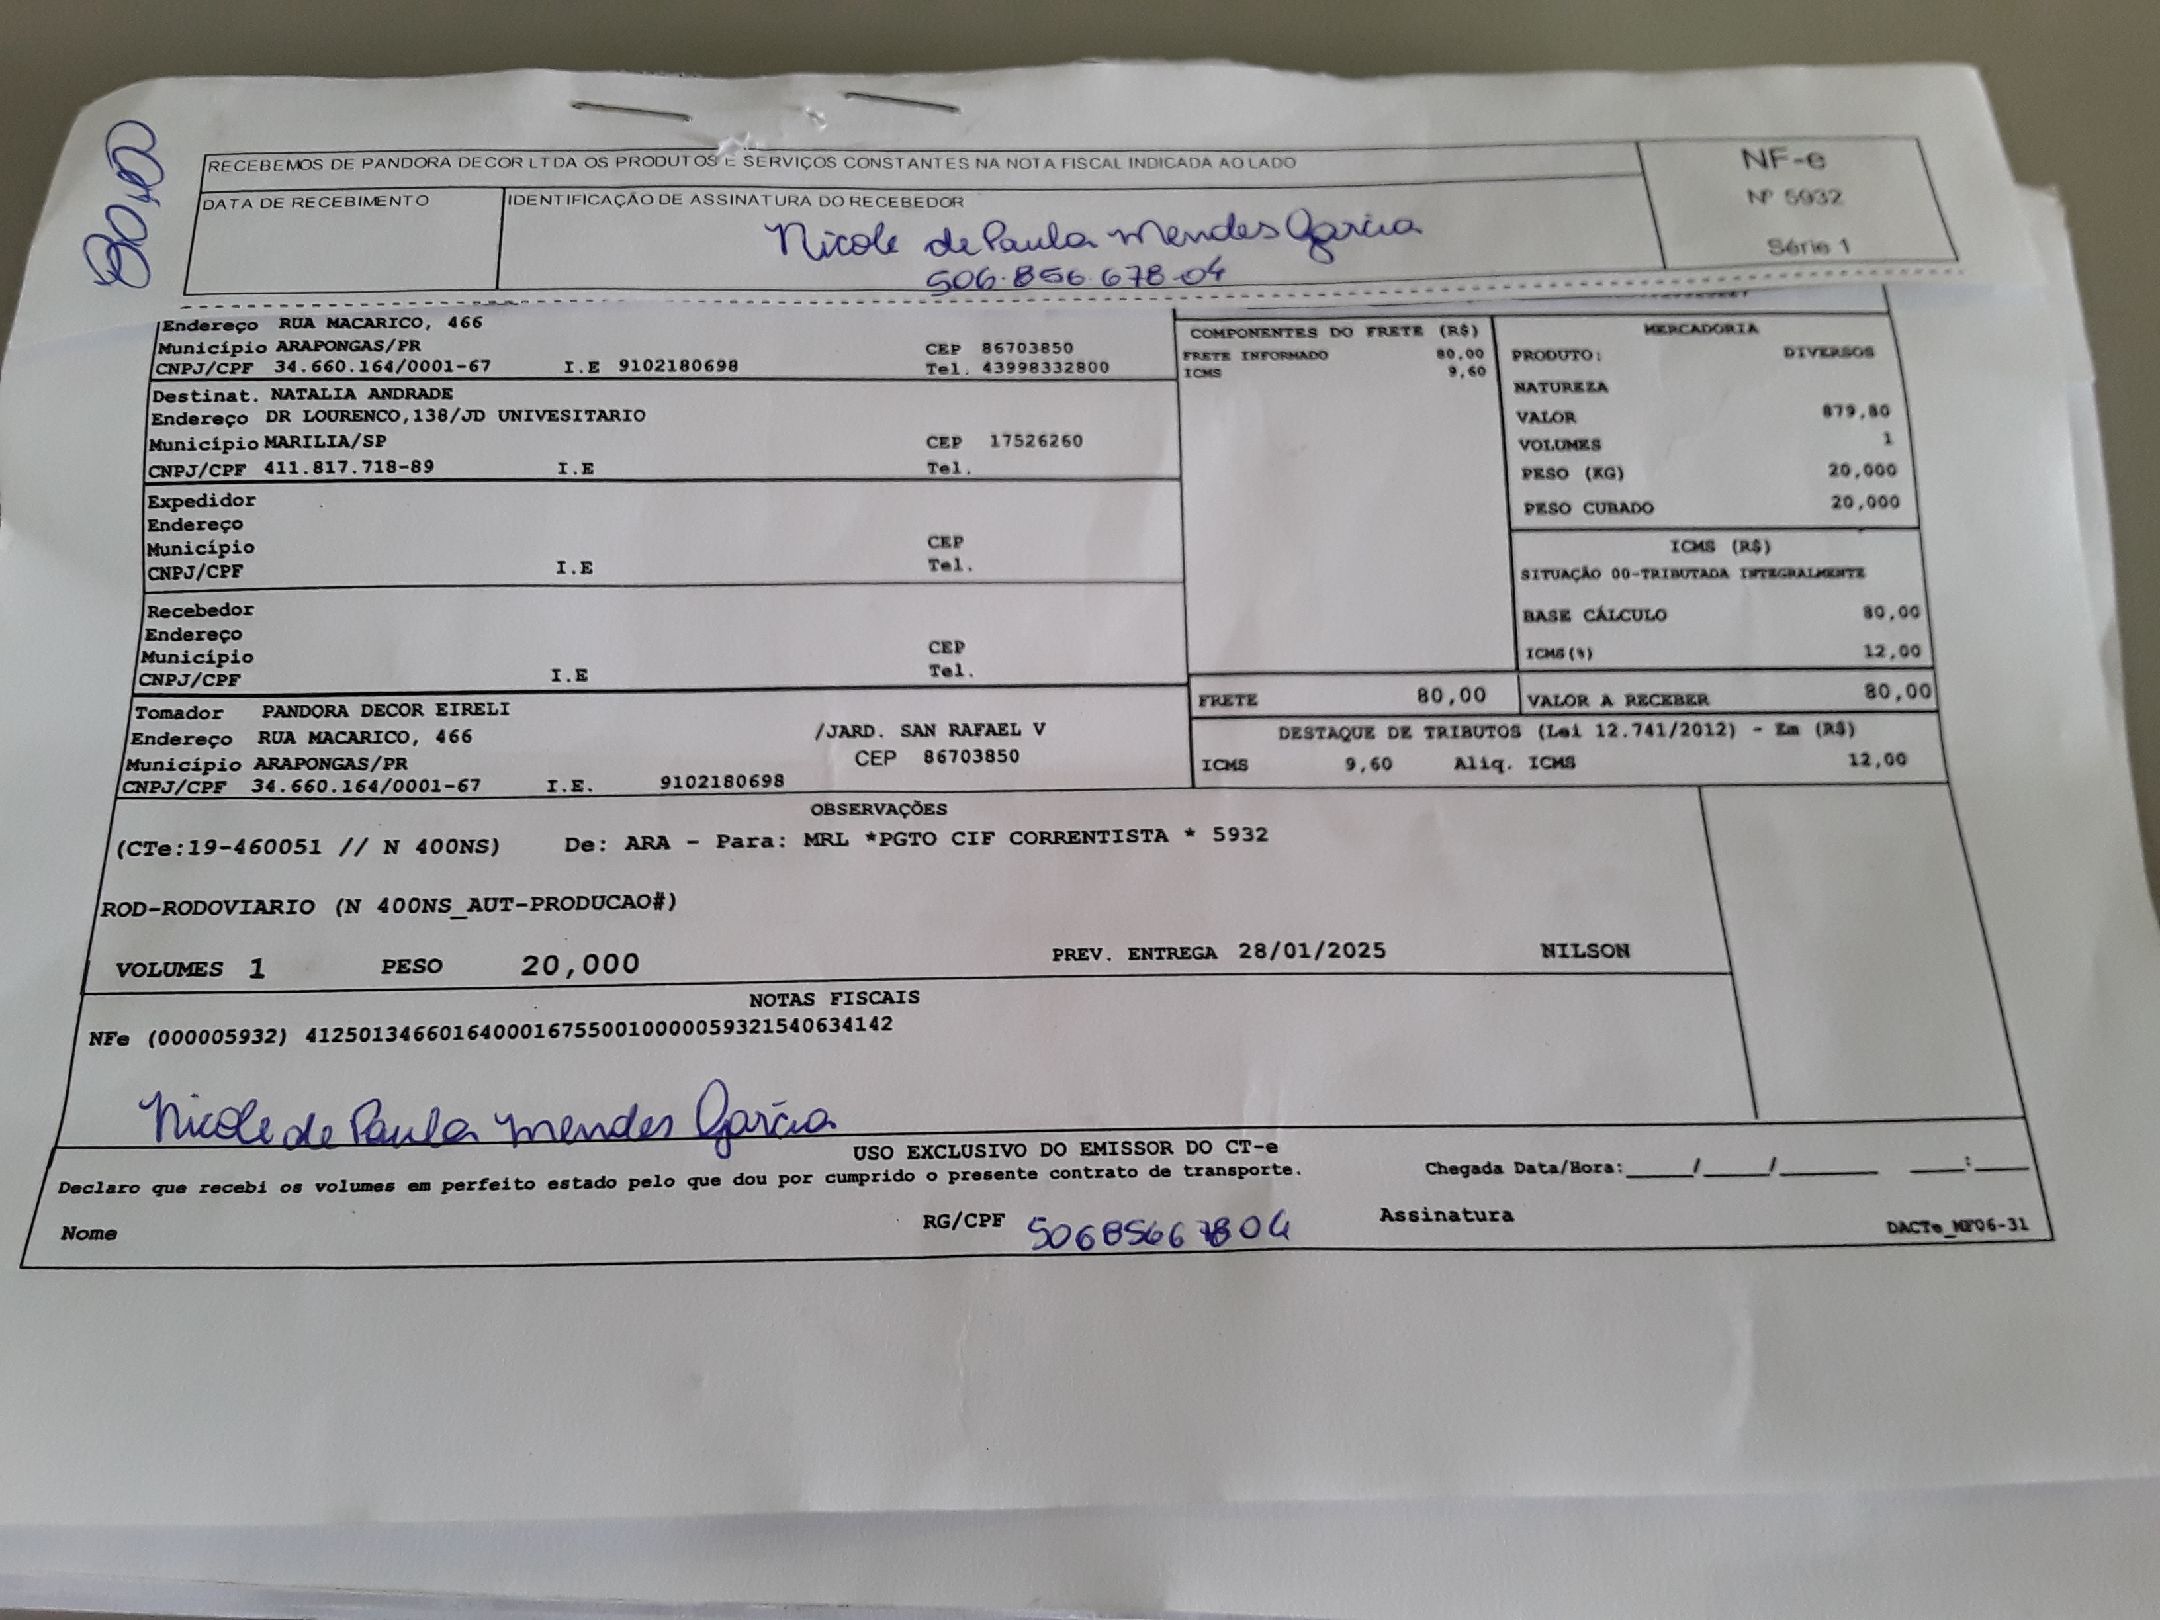 RECEBEMOS DE PANDORA DECOR LTDA OS PRODUTOS E SERVIÇOS CONSTANTES NA NOTA FISCAL INDICADA AO LADO
NF-e
Nº 5932
Série 1
DATA DE RECEBIMENTO
IDENTIFICAÇÃO DE ASSINATURA DO RECEBEDOR
Nicole de Paula Mendes Garcia
506.856.678-04
Endereço RUA MACARICO, 466
Município ARAPONGAS/PR CEP 86703850
CNPJ/CPF 34.660.164/0001-67 I.E 9102180698 Tel. 43998332800
Destinat. NATALIA ANDRADE
Endereço DR LOURENCO,138/JD UNIVESITARIO
Município MARILIA/SP CEP 17526260
CNPJ/CPF 411.817.718-89 I.E Tel.
Expedidor
Endereço
Município CEP
CNPJ/CPF I.E Tel.
Recebedor
Endereço
Município CEP
CNPJ/CPF I.E Tel.
Tomador PANDORA DECOR EIRELI
Endereço RUA MACARICO, 466 /JARD. SAN RAFAEL V
Município ARAPONGAS/PR CEP 86703850
CNPJ/CPF 34.660.164/0001-67 I.E. 9102180698
COMPONENTES DO FRETE (R$)
FRETE INFORMADO 80,00
ICMS 9,60
MERCADORIA
PRODUTO: DIVERSOS
NATUREZA
VALOR 879,80
VOLUMES 1
PESO (KG) 20,000
PESO CUBADO 20,000
ICMS (R$)
SITUAÇÃO 00-TRIBUTADA INTEGRALMENTE
BASE CÁLCULO 80,00
ICMS(%) 12,00
FRETE 80,00 VALOR A RECEBER 80,00
DESTAQUE DE TRIBUTOS (Lei 12.741/2012) - Em (R$)
ICMS 9,60 Aliq. ICMS 12,00
OBSERVAÇÕES
(CTe:19-460051 // N 400NS) De: ARA - Para: MRL *PGTO CIF CORRENTISTA * 5932
ROD-RODOVIARIO (N 400NS_AUT-PRODUCAO#)
VOLUMES 1 PESO 20,000 PREV. ENTREGA 28/01/2025 NILSON
NOTAS FISCAIS
NFe (000005932) 41250134660164000167550010000059321540634142
Nicole de Paula Mendes Garcia
USO EXCLUSIVO DO EMISSOR DO CT-e
Declaro que recebi os volumes em perfeito estado pelo que dou por cumprido o presente contrato de transporte.
Chegada Data/Hora:_____/_____/_______ ____:____
Nome RG/CPF 50685667804 Assinatura DACTe_MF06-31